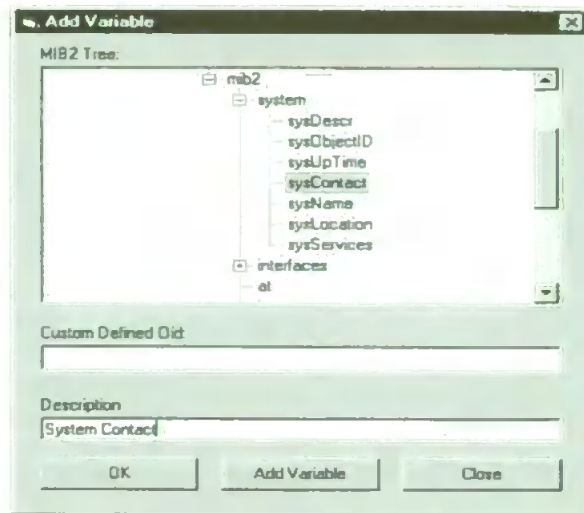 Add Variable
MIB2 Tree:
mib2
system
sysDescr
sysObjectID
sysUpTime
sysContact
sysName
sysLocation
sysServices
interfaces
at
Custom Defined Oid:
Description
System Contact
OK
Add Variable
Close